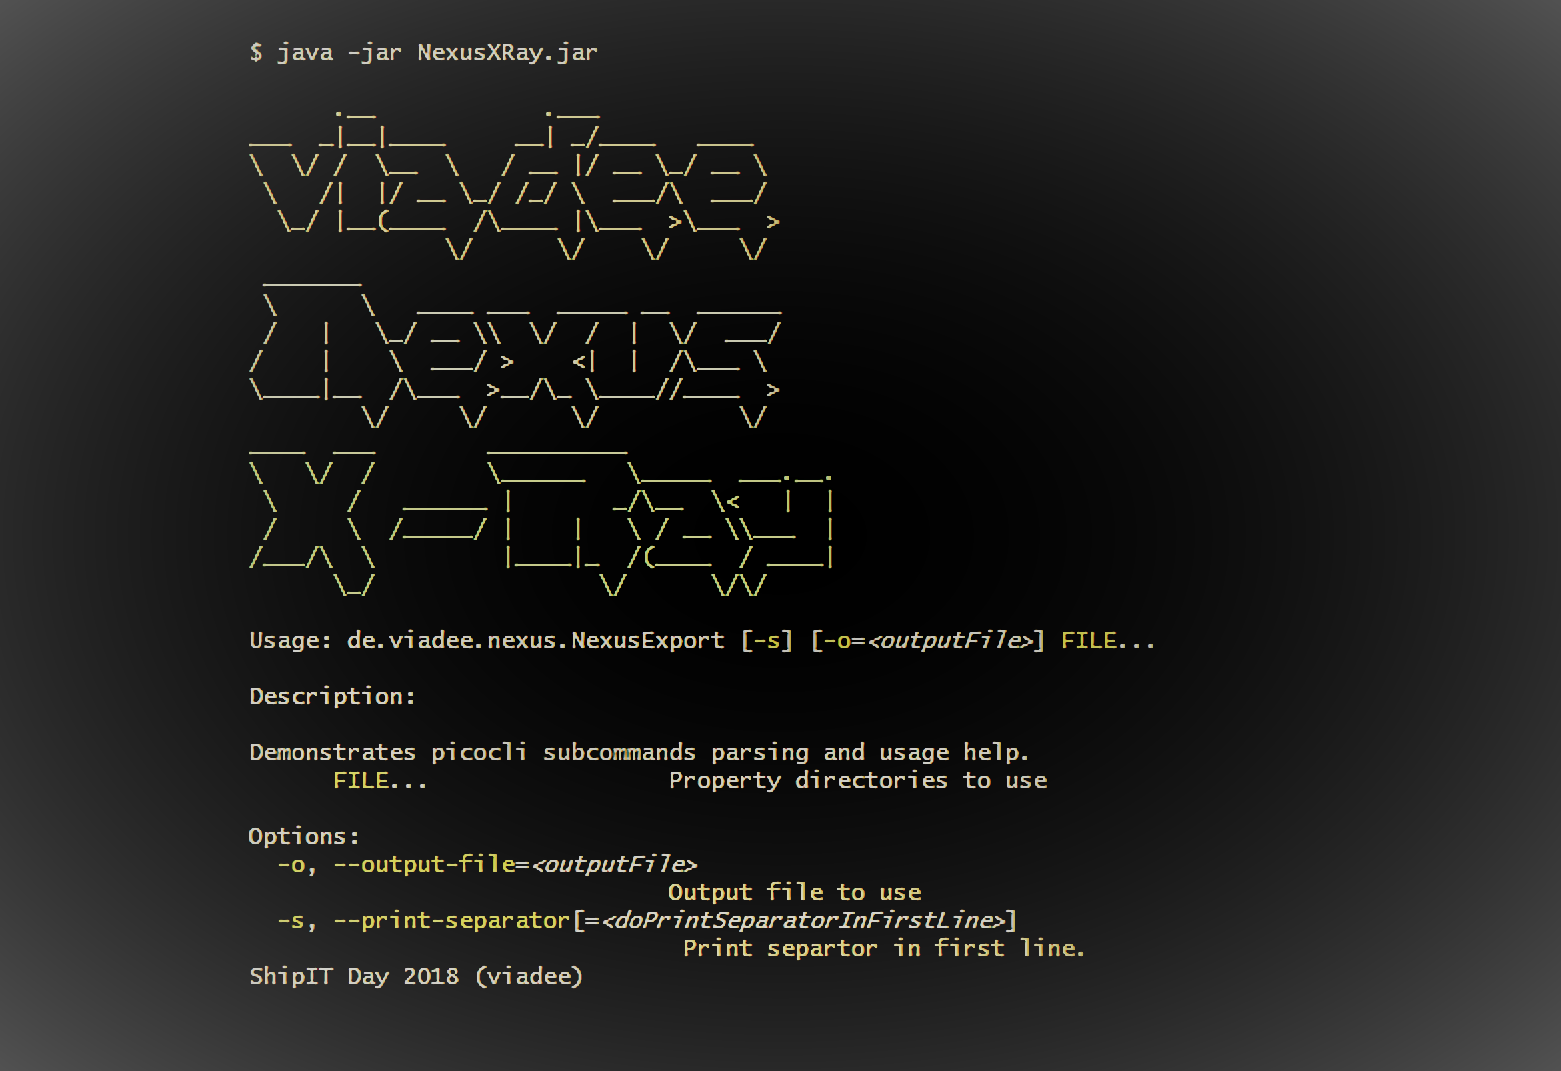 $ java -jar NexusXRay.jar
viadee
Nexus
X-Ray
Usage: de.viadee.nexus.NexusExport [-s] [-o=<outputFile>] FILE...
Description:
Demonstrates picocli subcommands parsing and usage help.
FILE... Property directories to use
Options:
-o, --output-file=<outputFile>
Output file to use
-s, --print-separator[=<doPrintSeparatorInFirstLine>]
Print separtor in first line.
ShipIT Day 2018 (viadee)